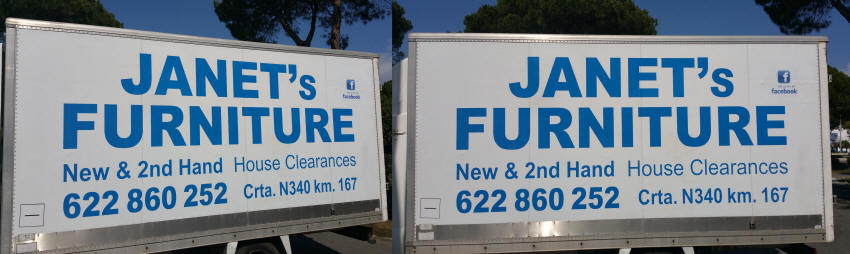 JANET's
FURNITURE
New & 2nd Hand House Clearances
622 860 252 Crta. N340 km. 167
facebook
JANET's
FURNITURE
New & 2nd Hand House Clearances
622 860 252 Crta. N340 km. 167
facebook